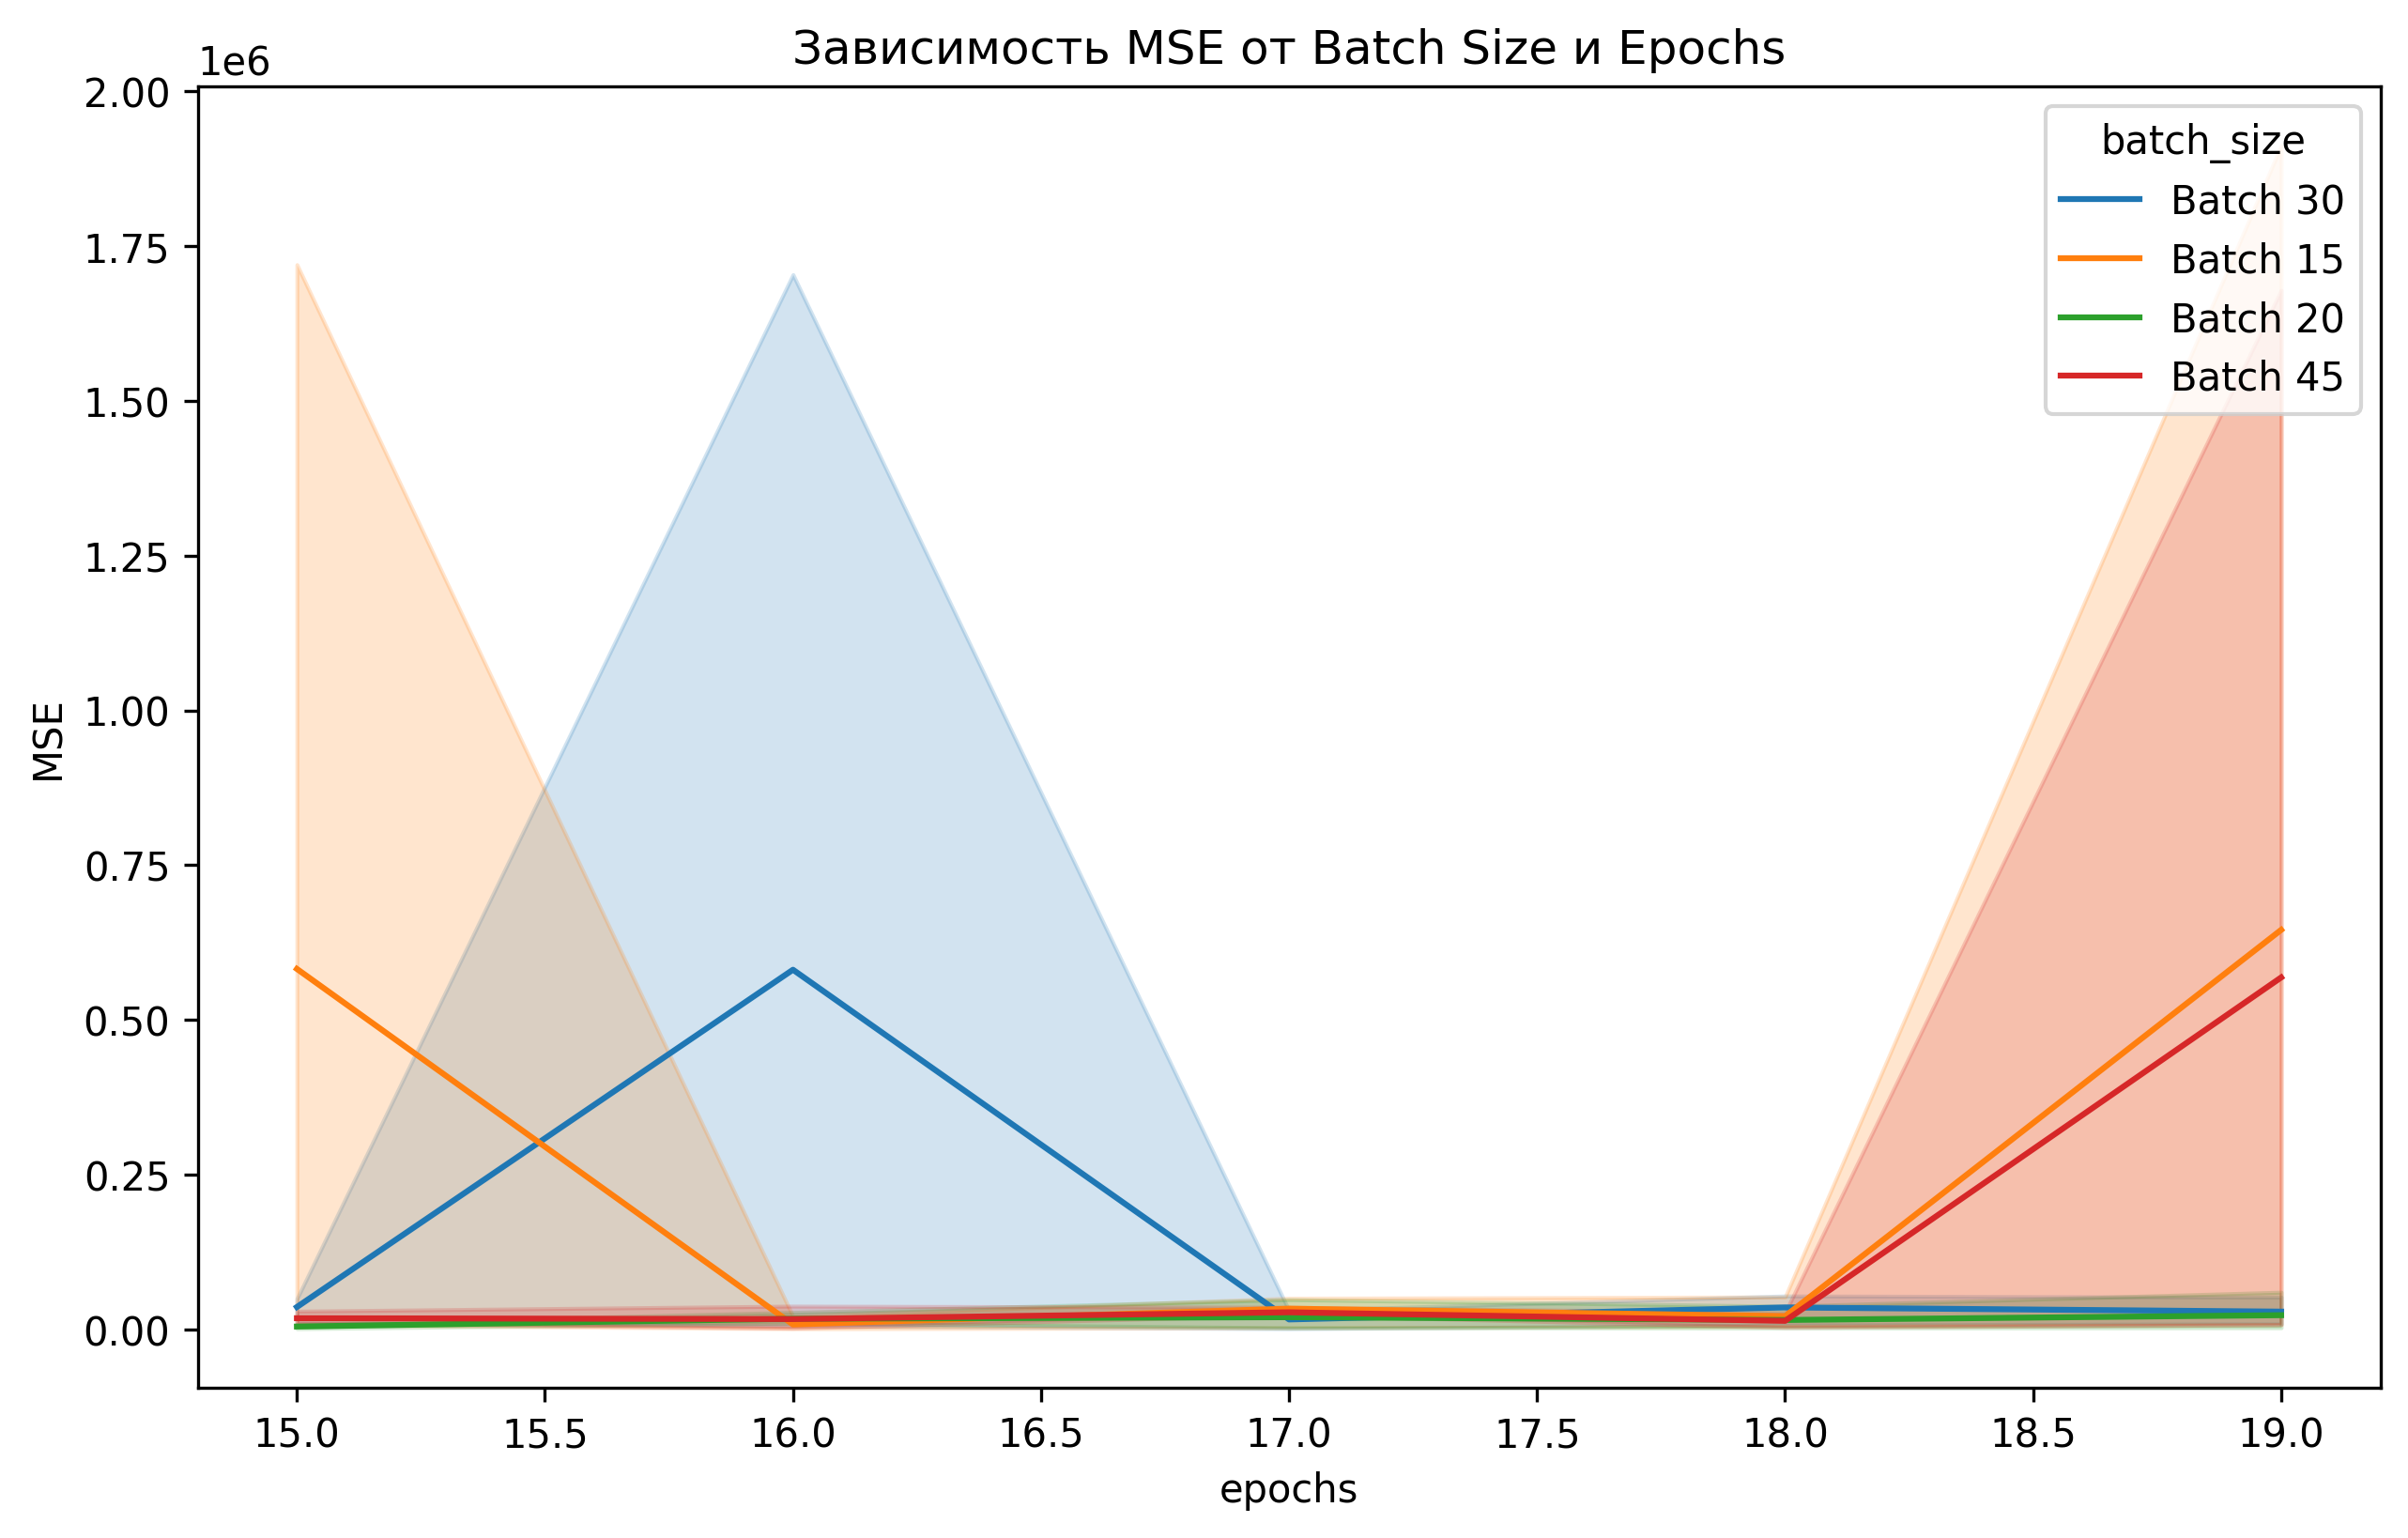 Зависимость MSE от Batch Size и Epochs
1e6
2.00
1.75
1.50
1.25
1.00
0.75
0.50
0.25
0.00
MSE
batch_size
Batch 30
Batch 15
Batch 20
Batch 45
15.0 15.5 16.0 16.5 17.0 17.5 18.0 18.5 19.0
epochs